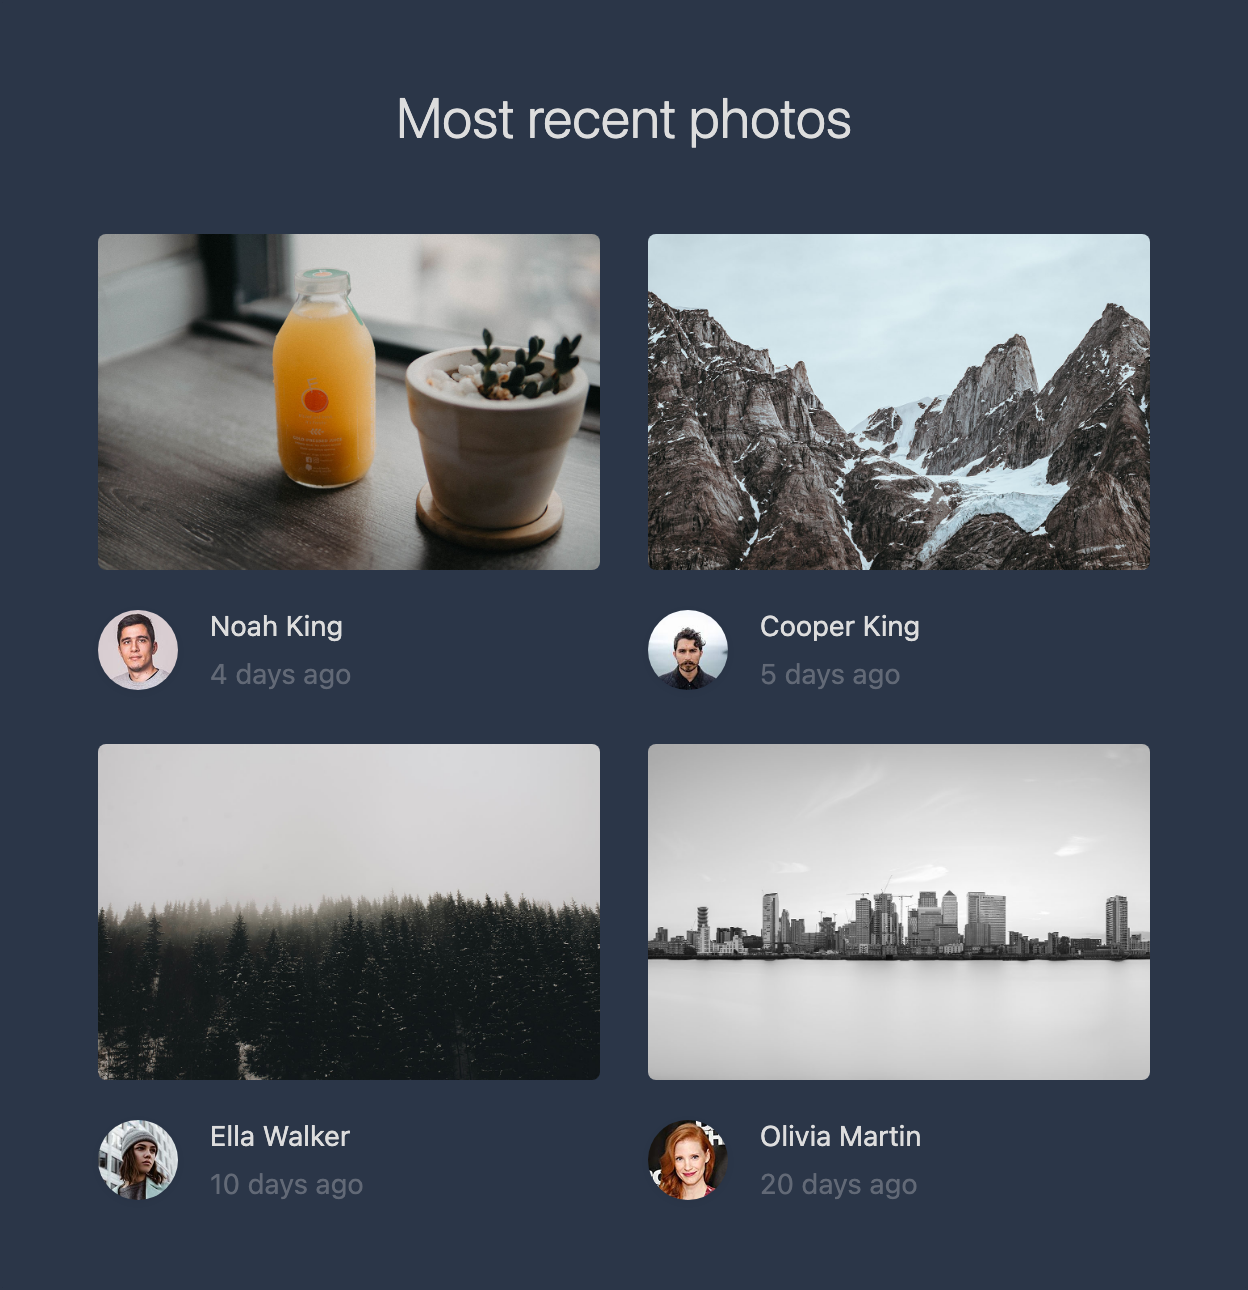 Most recent photos
Noah King
4 days ago
Cooper King
5 days ago
Ella Walker
10 days ago
Olivia Martin
20 days ago